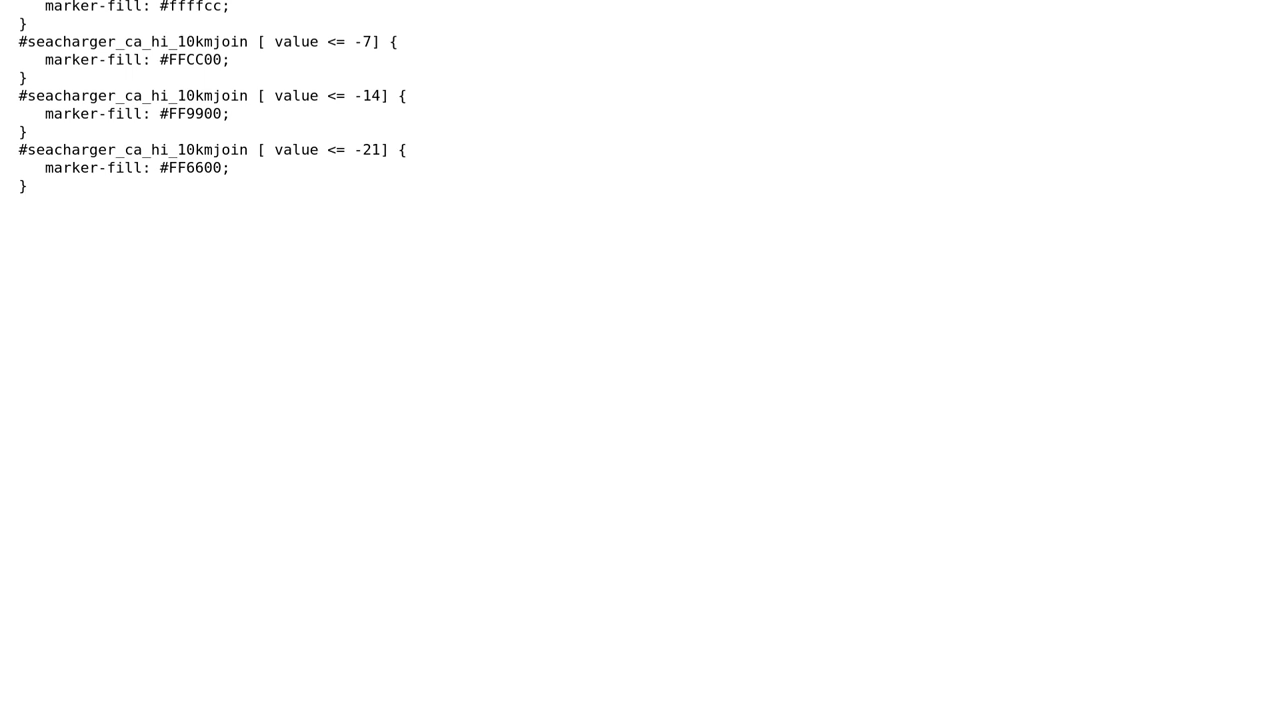 marker-fill: #ffffcc;
}
#seacharger_ca_hi_10kmjoin [ value <= -7] {
   marker-fill: #FFCC00;
}
#seacharger_ca_hi_10kmjoin [ value <= -14] {
   marker-fill: #FF9900;
}
#seacharger_ca_hi_10kmjoin [ value <= -21] {
   marker-fill: #FF6600;
}